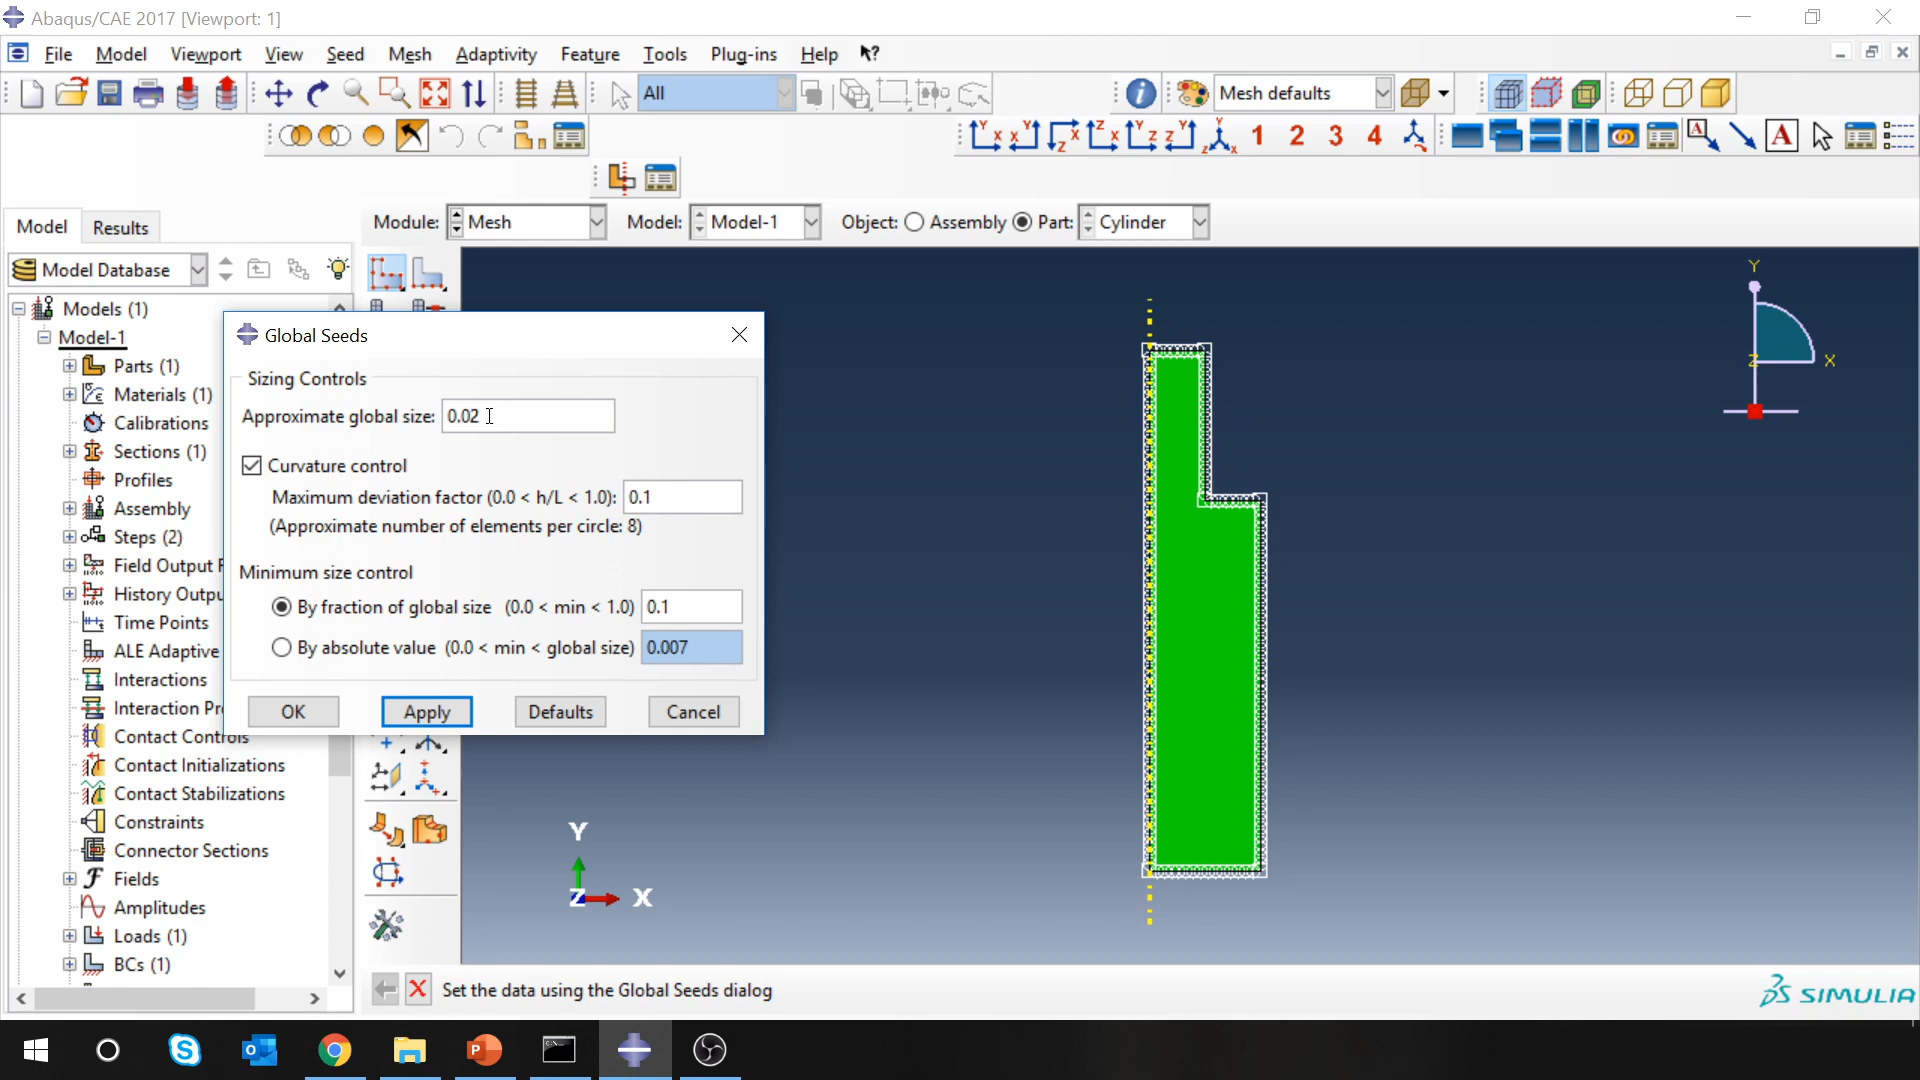 Abaqus/CAE 2017 [Viewport: 1]
File Model Viewport View Seed Mesh Adaptivity Feature Tools Plug-ins Help
All
Mesh defaults
1 2 3 4
A A
Model Results
Module: Mesh Model: Model-1 Object: Assembly Part: Cylinder
Model Database
Models (1)
Model-1
Parts (1)
Materials (1)
Calibrations
Sections (1)
Profiles
Assembly
Steps (2)
Field Output
History Outpu
Time Points
ALE Adaptive
Interactions
Interaction Pr
Contact Controls
Contact Initializations
Contact Stabilizations
Constraints
Connector Sections
Fields
Amplitudes
Loads (1)
BCs (1)
Global Seeds
Sizing Controls
Approximate global size: 0.02
Curvature control
Maximum deviation factor (0.0 < h/L < 1.0): 0.1
(Approximate number of elements per circle: 8)
Minimum size control
By fraction of global size (0.0 < min < 1.0) 0.1
By absolute value (0.0 < min < global size) 0.007
OK Apply Defaults Cancel
Y
Z X
Y
Z X
Set the data using the Global Seeds dialog
SIMULIA